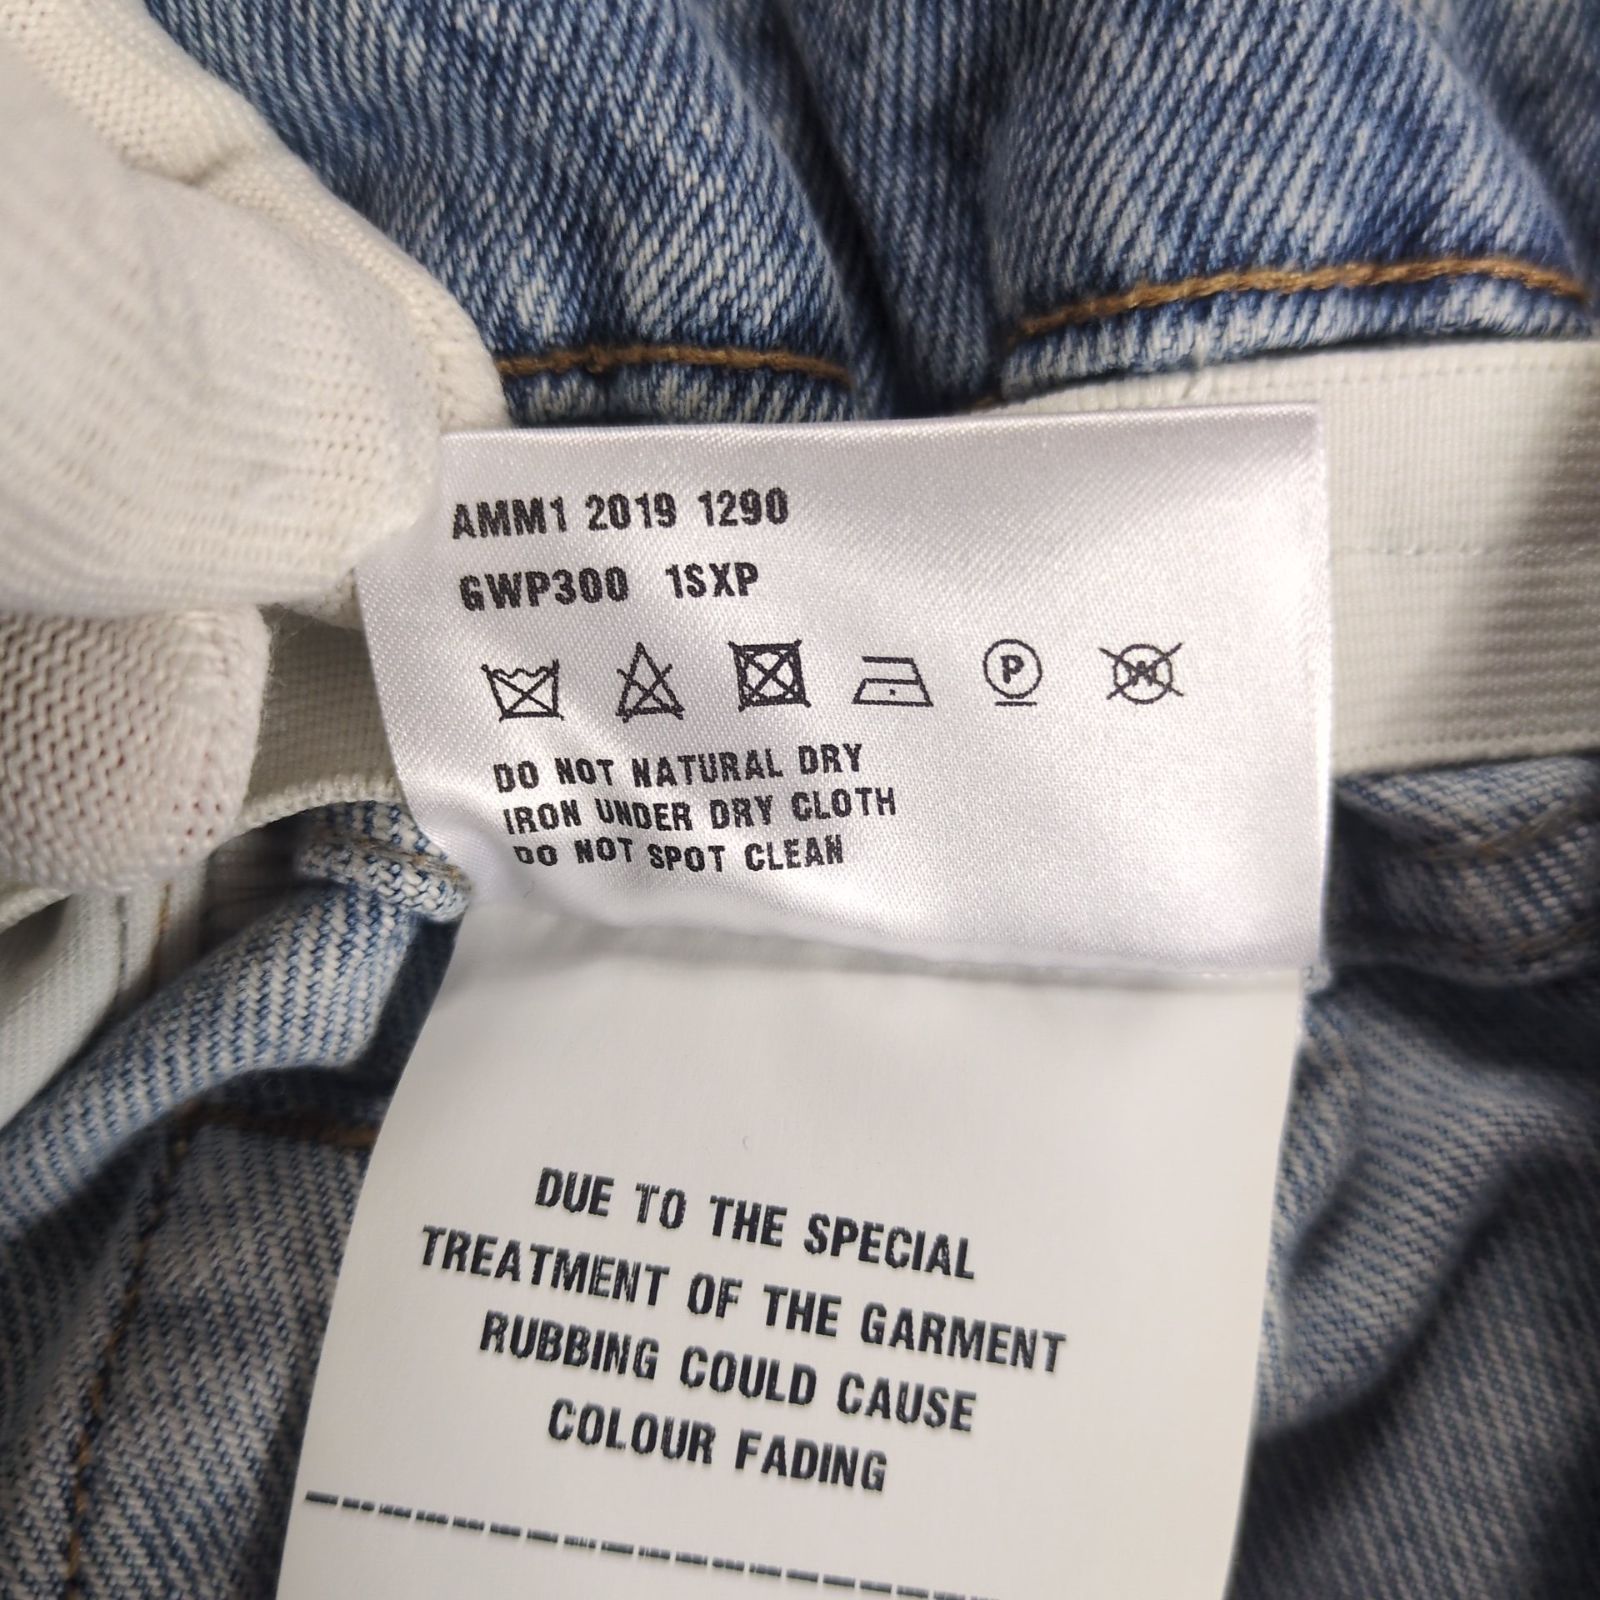 AMM1 2019 1290
GWP300 1SXP
P
W
DO NOT NATURAL DRY
IRON UNDER DRY CLOTH
DO NOT SPOT CLEAN
DUE TO THE SPECIAL
TREATMENT OF THE GARMENT
RUBBING COULD CAUSE
COLOUR FADING